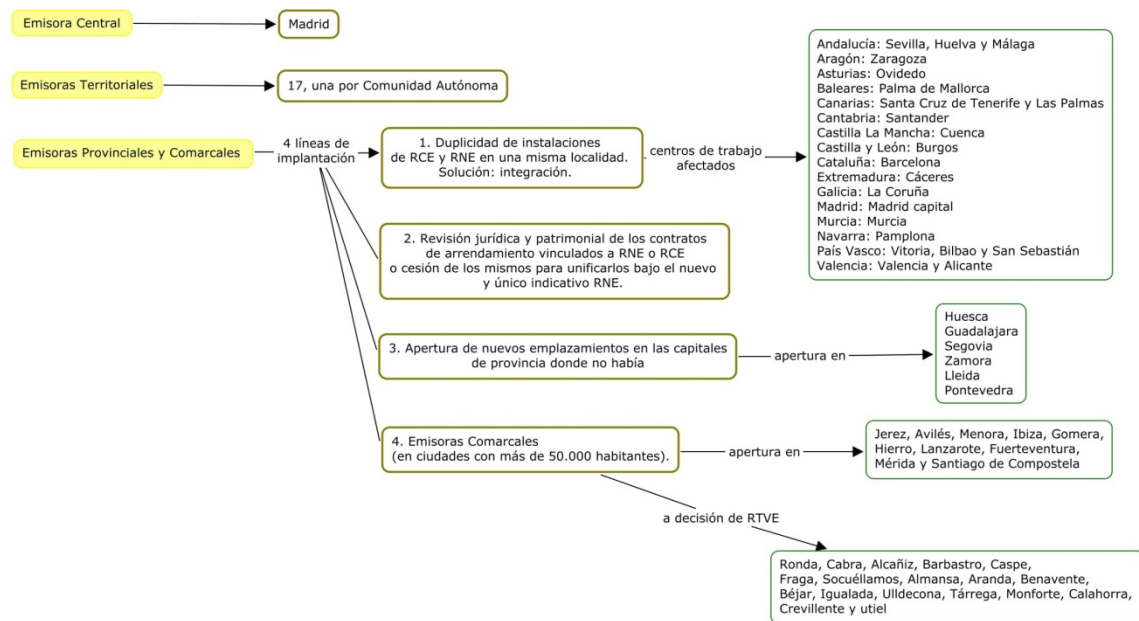 Emisora Central
Madrid
Emisoras Territoriales
17, una por Comunidad Autónoma
Emisoras Provinciales y Comarcales
4 líneas de
implantación
1. Duplicidad de instalaciones
de RCE y RNE en una misma localidad.
Solución: integración.
centros de trabajo
afectados
Andalucía: Sevilla, Huelva y Málaga
Aragón: Zaragoza
Asturias: Ovidedo
Baleares: Palma de Mallorca
Canarias: Santa Cruz de Tenerife y Las Palmas
Cantabria: Santander
Castilla La Mancha: Cuenca
Castilla y León: Burgos
Cataluña: Barcelona
Extremadura: Cáceres
Galicia: La Coruña
Madrid: Madrid capital
Murcia: Murcia
Navarra: Pamplona
País Vasco: Vitoria, Bilbao y San Sebastián
Valencia: Valencia y Alicante
2. Revisión jurídica y patrimonial de los contratos
de arrendamiento vinculados a RNE o RCE
o cesión de los mismos para unificarlos bajo el nuevo
y único indicativo RNE.
3. Apertura de nuevos emplazamientos en las capitales
de provincia donde no había
apertura en
Huesca
Guadalajara
Segovia
Zamora
Lleida
Pontevedra
4. Emisoras Comarcales
(en ciudades con más de 50.000 habitantes).
apertura en
Jerez, Avilés, Menora, Ibiza, Gomera,
Hierro, Lanzarote, Fuerteventura,
Mérida y Santiago de Compostela
a decisión de RTVE
Ronda, Cabra, Alcañiz, Barbastro, Caspe,
Fraga, Socuéllamos, Almansa, Aranda, Benavente,
Béjar, Igualada, Ulldecona, Tárrega, Monforte, Calahorra,
Crevillente y utiel